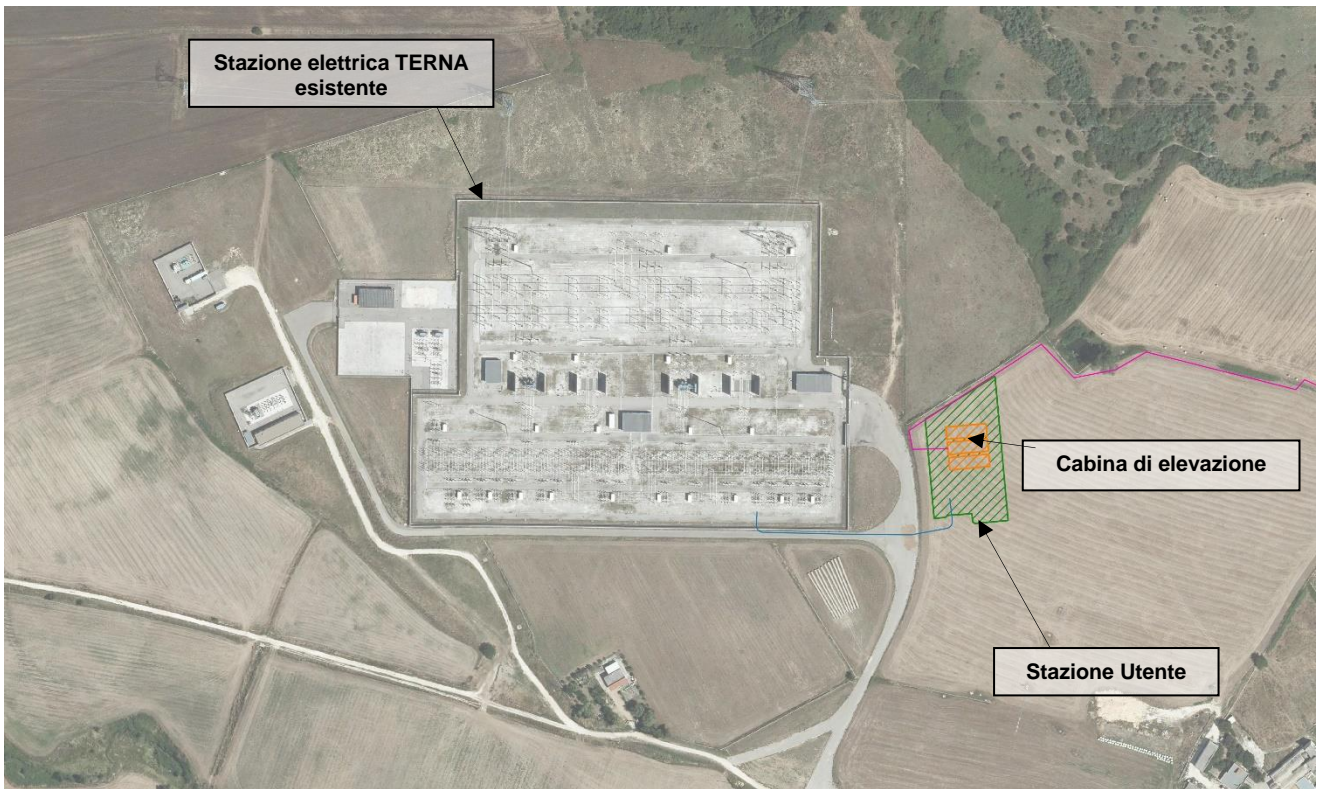 Stazione elettrica TERNA
esistente
Cabina di elevazione
Stazione Utente